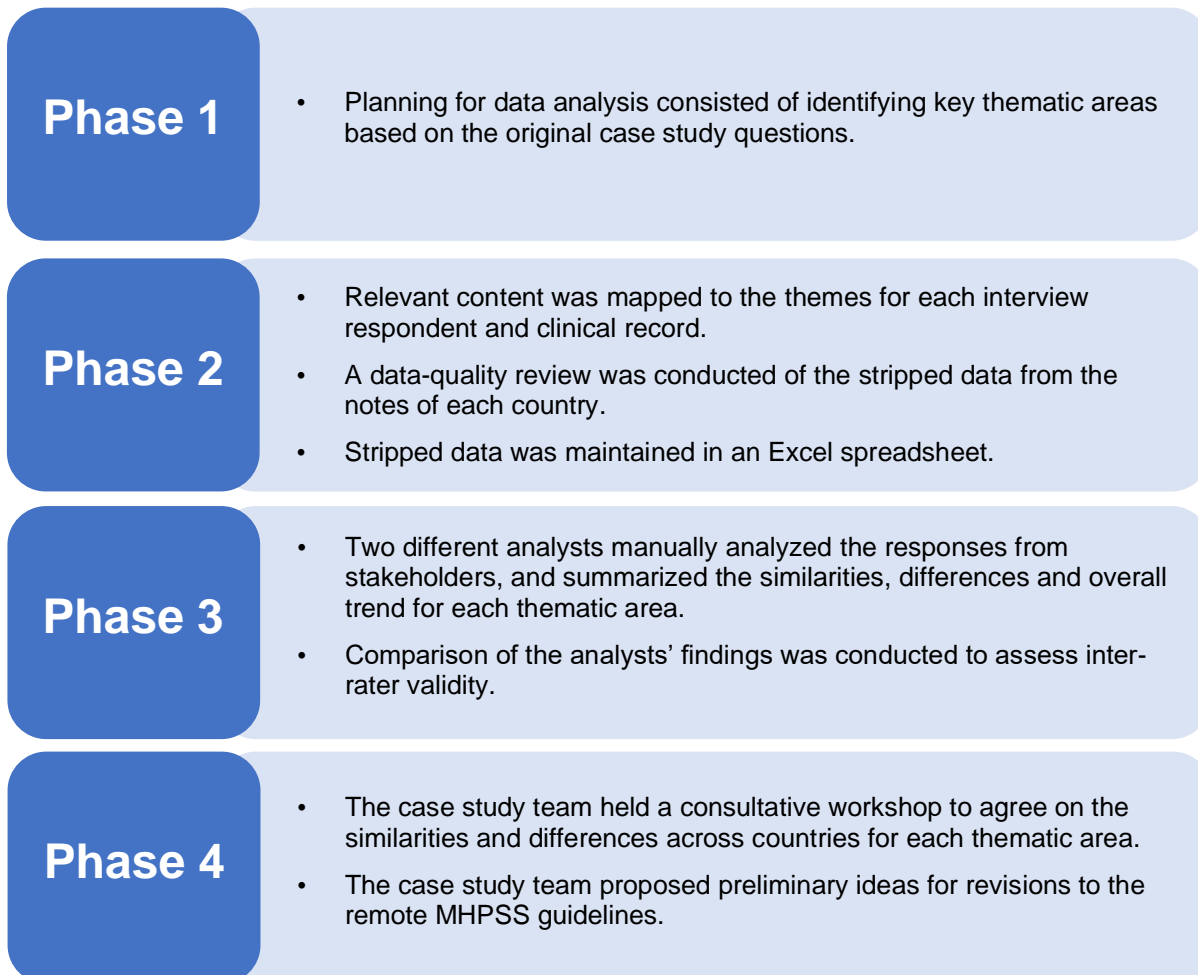 Phase 1
• Planning for data analysis consisted of identifying key thematic areas
based on the original case study questions.
Phase 2
• Relevant content was mapped to the themes for each interview
respondent and clinical record.
• A data-quality review was conducted of the stripped data from the
notes of each country.
• Stripped data was maintained in an Excel spreadsheet.
Phase 3
• Two different analysts manually analyzed the responses from
stakeholders, and summarized the similarities, differences and overall
trend for each thematic area.
• Comparison of the analysts’ findings was conducted to assess inter-
rater validity.
Phase 4
• The case study team held a consultative workshop to agree on the
similarities and differences across countries for each thematic area.
• The case study team proposed preliminary ideas for revisions to the
remote MHPSS guidelines.